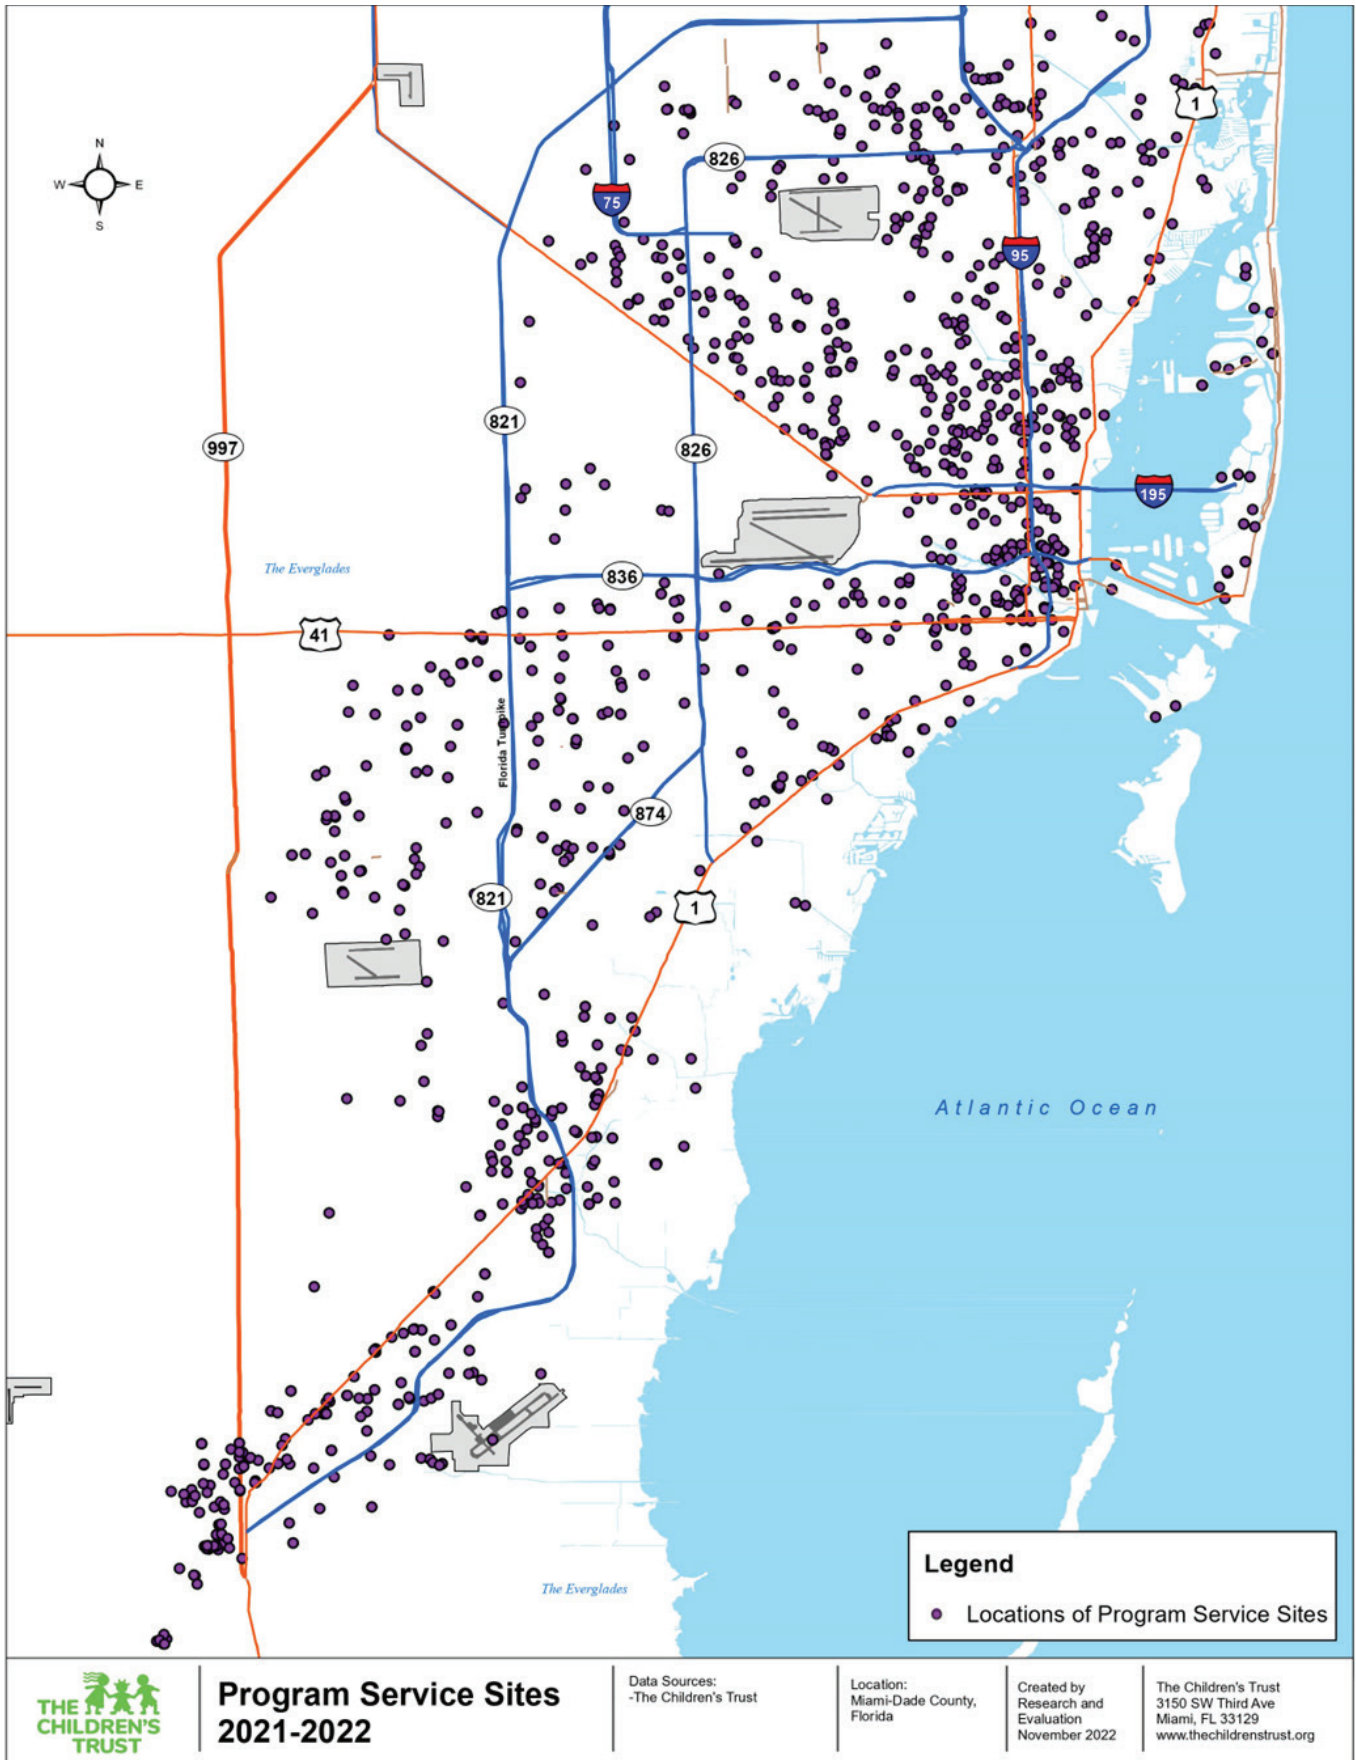 1
N
W
E
S
826
75
95
821
997
826
195
The Everglades
836
41
Florida Turnpike
874
821
1
Atlantic Ocean
The Everglades
Legend
Locations of Program Service Sites
THE
CHILDREN'S
TRUST
Program Service Sites
2021-2022
Data Sources:
-The Children's Trust
Location:
Miami-Dade County,
Florida
Created by
Research and
Evaluation
November 2022
The Children's Trust
3150 SW Third Ave
Miami, FL 33129
www.thechildrenstrust.org